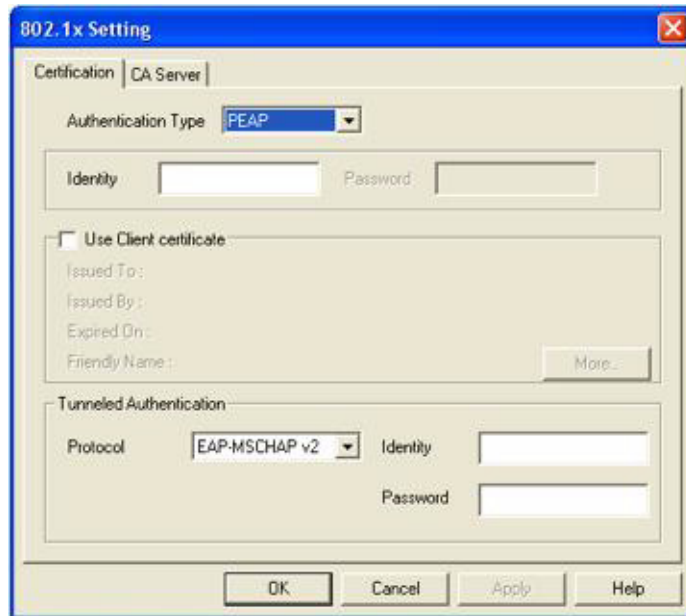 802.1x Setting
Certification CA Server
Authentication Type PEAP
Identity Password
Use Client certificate
Issued To :
Issued By :
Expired On :
Friendly Name :
More...
Tunneled Authentication
Protocol EAP-MSCHAP v2 Identity
Password
OK Cancel Apply Help